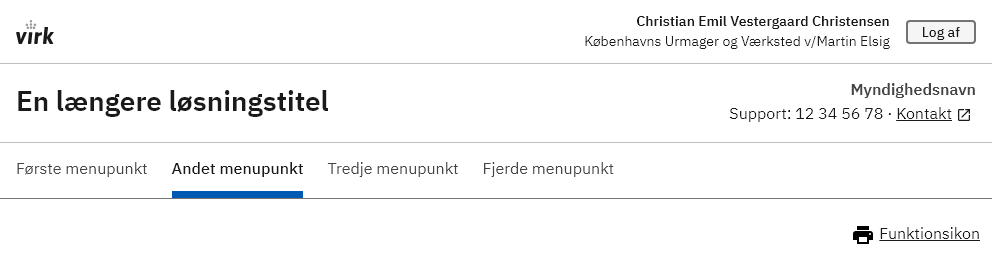 virk
Christian Emil Vestergaard Christensen
Københavns Urmager og Værksted v/Martin Elsig
Log af
En længere løsningstitel
Myndighedsnavn
Support: 12 34 56 78 · Kontakt
Første menupunkt Andet menupunkt Tredje menupunkt Fjerde menupunkt
Funktionsikon